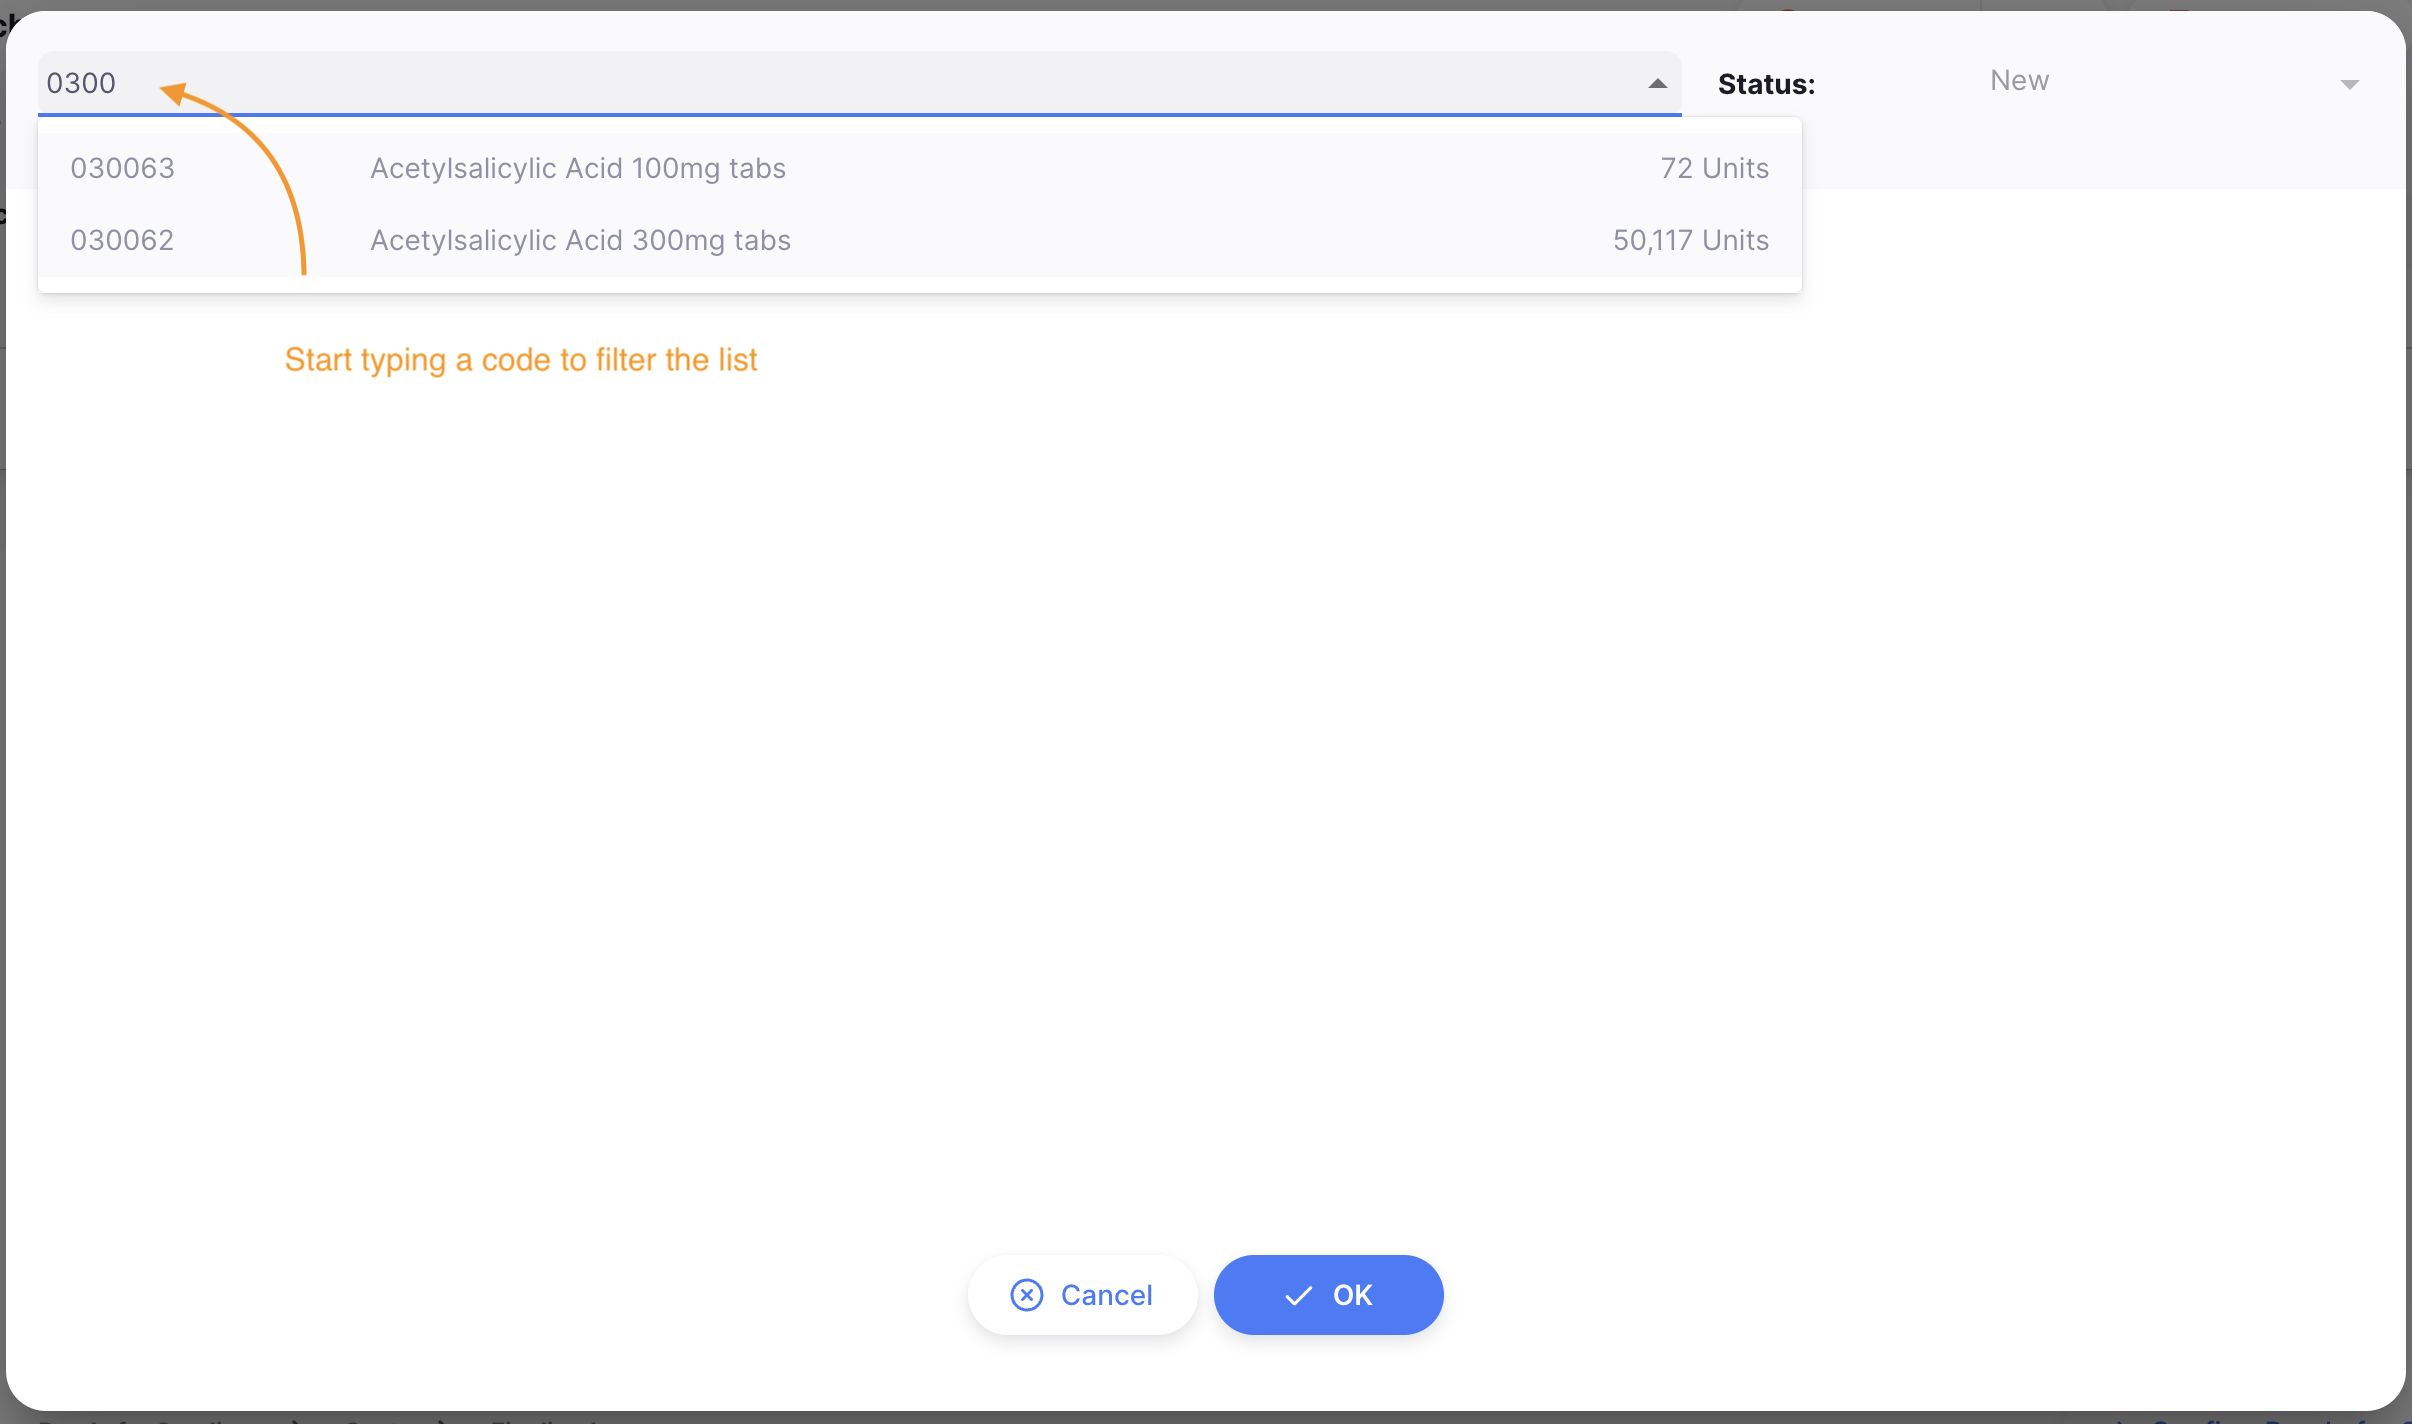 0300
Status:
New
030063 Acetylsalicylic Acid 100mg tabs 72 Units
030062 Acetylsalicylic Acid 300mg tabs 50,117 Units
Start typing a code to filter the list
Cancel
OK